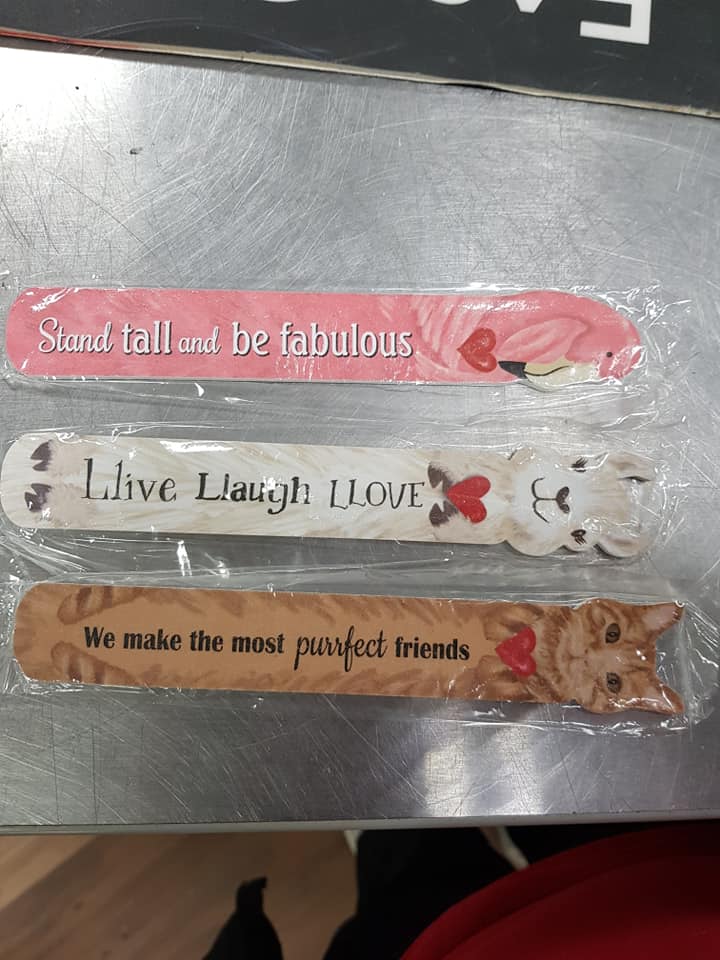 Stand tall and be fabulous
Llive Llaugh LLOVE
We make the most purrfect friends